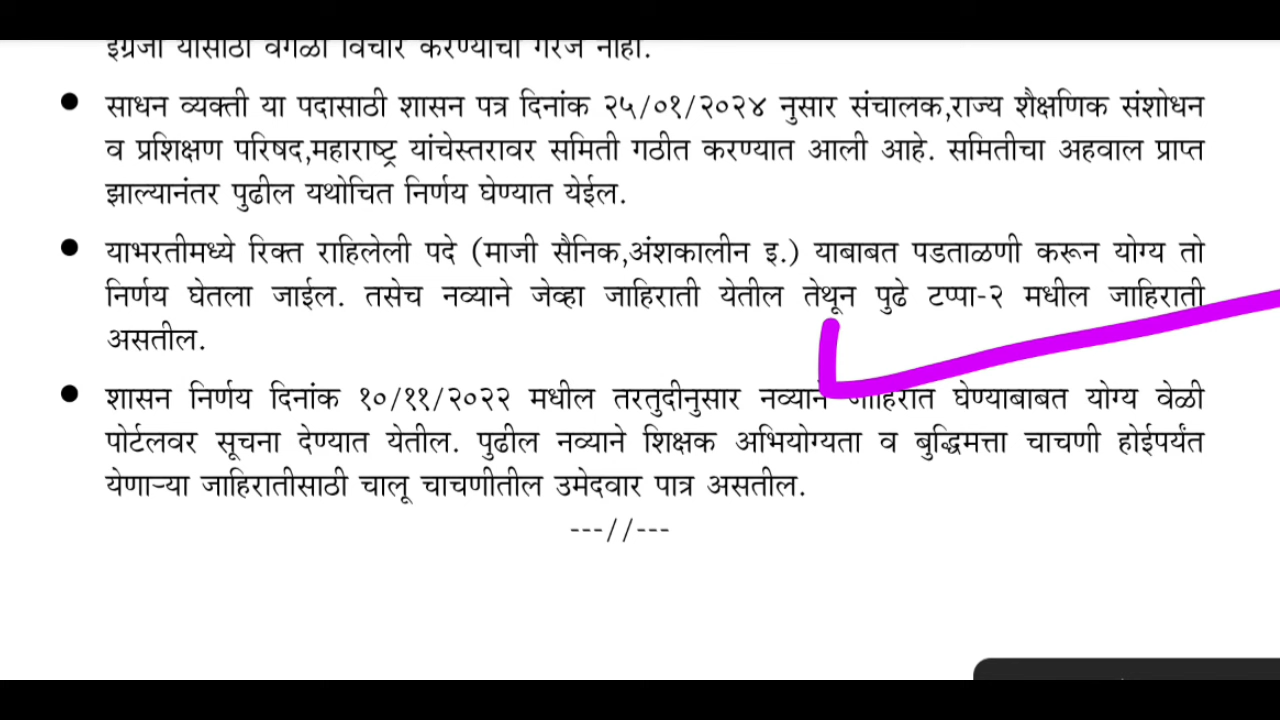 इंग्रजी यांसाठी वेगळा विचार करण्याची गरज नाही.
● साधन व्यक्ती या पदासाठी शासन पत्र दिनांक २५/०१/२०२४ नुसार संचालक,राज्य शैक्षणिक संशोधन
व प्रशिक्षण परिषद,महाराष्ट्र यांचेस्तरावर समिती गठीत करण्यात आली आहे. समितीचा अहवाल प्राप्त
झाल्यानंतर पुढील यथोचित निर्णय घेण्यात येईल.
● याभरतीमध्ये रिक्त राहिलेली पदे (माजी सैनिक,अंशकालीन इ.) याबाबत पडताळणी करून योग्य तो
निर्णय घेतला जाईल. तसेच नव्याने जेव्हा जाहिराती येतील तेथून पुढे टप्पा-२ मधील जाहिराती
असतील.
● शासन निर्णय दिनांक १०/११/२०२२ मधील तरतुदीनुसार नव्याने जाहिरात घेण्याबाबत योग्य वेळी
पोर्टलवर सूचना देण्यात येतील. पुढील नव्याने शिक्षक अभियोग्यता व बुद्धिमत्ता चाचणी होईपर्यंत
येणाऱ्या जाहिरातीसाठी चालू चाचणीतील उमेदवार पात्र असतील.
---//---